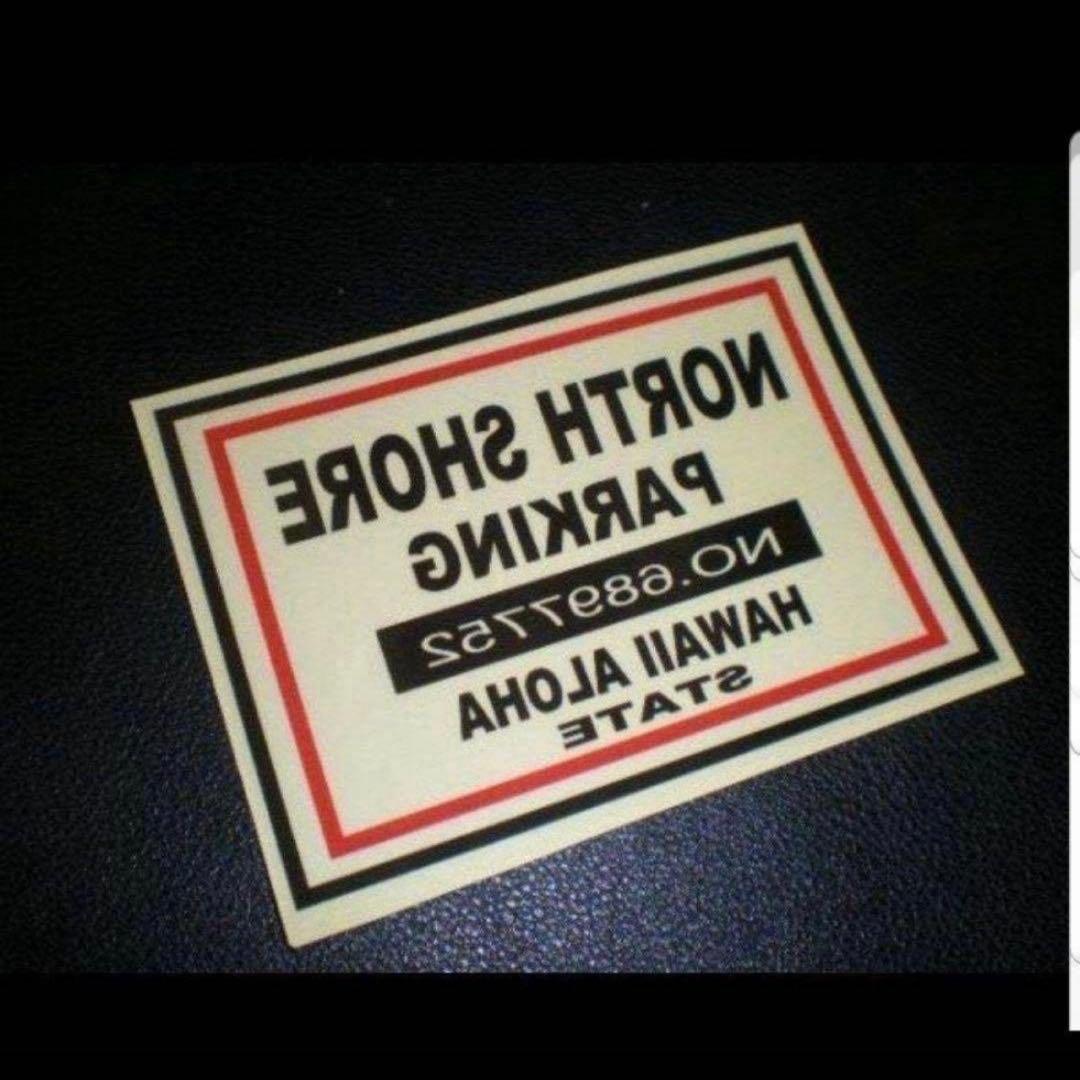 NORTH SHORE
PARKING
NO.6897752
HAWAII ALOHA
STATE